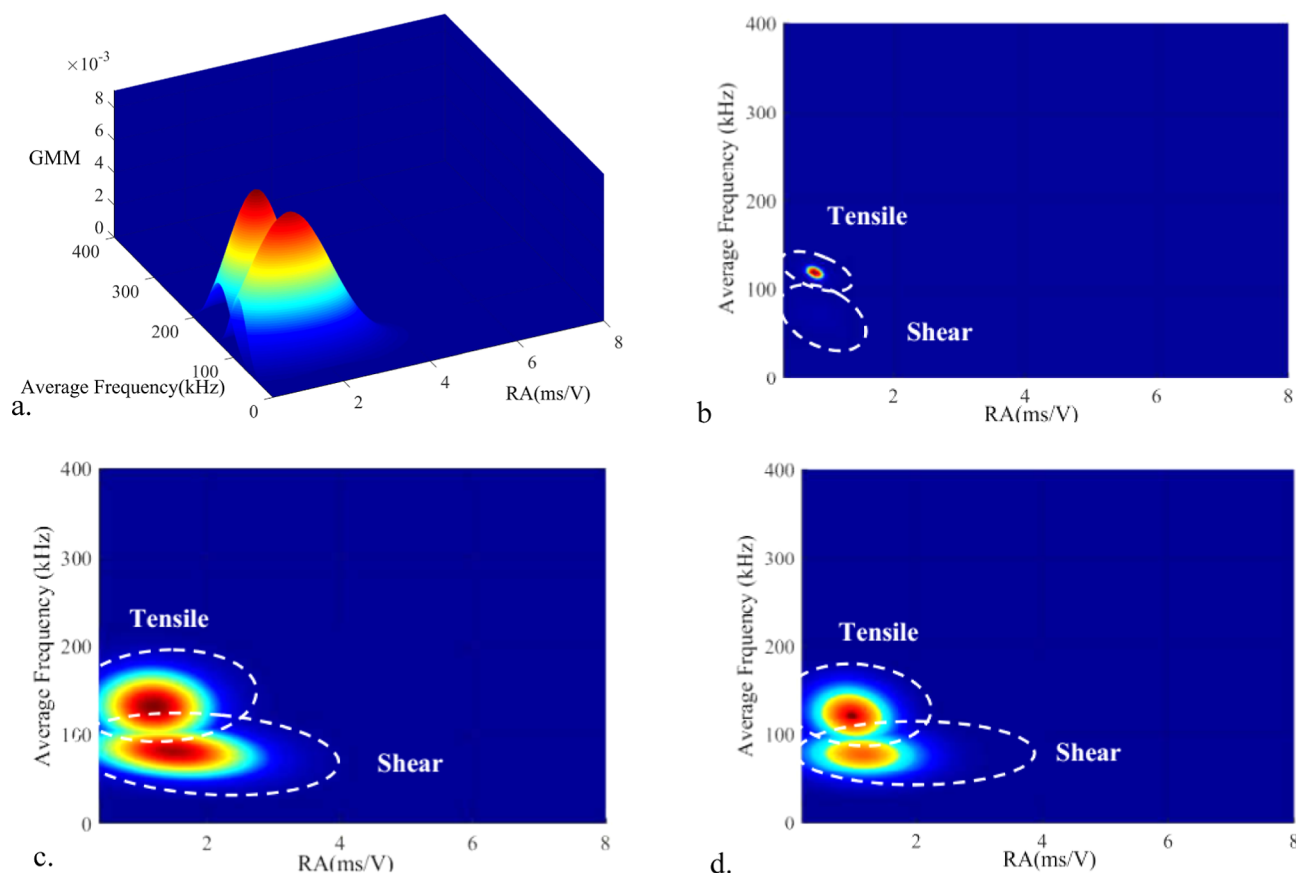 ×10⁻³
8
6
GMM
4
2
0
400
300
200
100
0
Average Frequency(kHz)
2
4
6
8
RA(ms/V)
a.
400
300
200
100
0
Average Frequency (kHz)
Tensile
Shear
2
4
6
8
RA(ms/V)
b
400
300
200
100
0
Average Frequency (kHz)
Tensile
Shear
2
4
6
8
RA(ms/V)
c.
400
300
200
100
0
Average Frquency (kHz)
Tensile
Shear
2
4
6
8
RA(ms/V)
d.